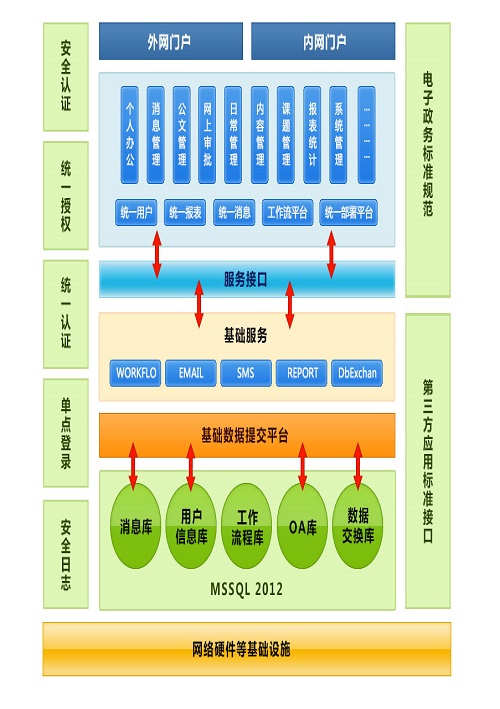 外网门户
内网门户
安全认证
统一授权
统一认证
单点登录
安全日志
个人办公
消息管理
公文管理
网上审批
日常管理
内容管理
课题管理
报表统计
系统管理
…………
统一用户
统一报表
统一消息
工作流平台
统一部署平台
服务接口
基础服务
WORKFLO
EMAIL
SMS
REPORT
DbExchan
基础数据提交平台
消息库
用户
信息库
工作
流程库
OA库
数据
交换库
MSSQL 2012
电子政务标准规范
第三方应用标准接口
网络硬件等基础设施